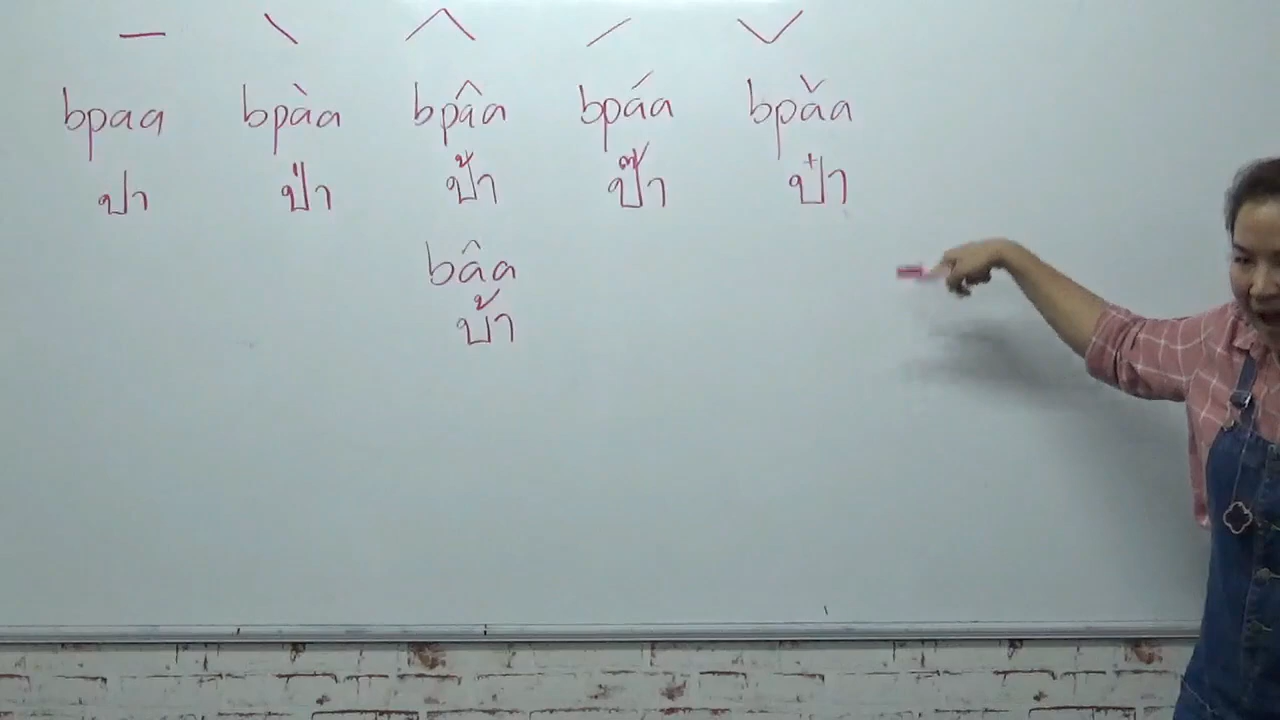 — \ ∧ / ∨
bpaa bpàa bpâa bpáa bpǎa
ปา ป่า ป้า ป๊า ป๋า
bâa
บ้า